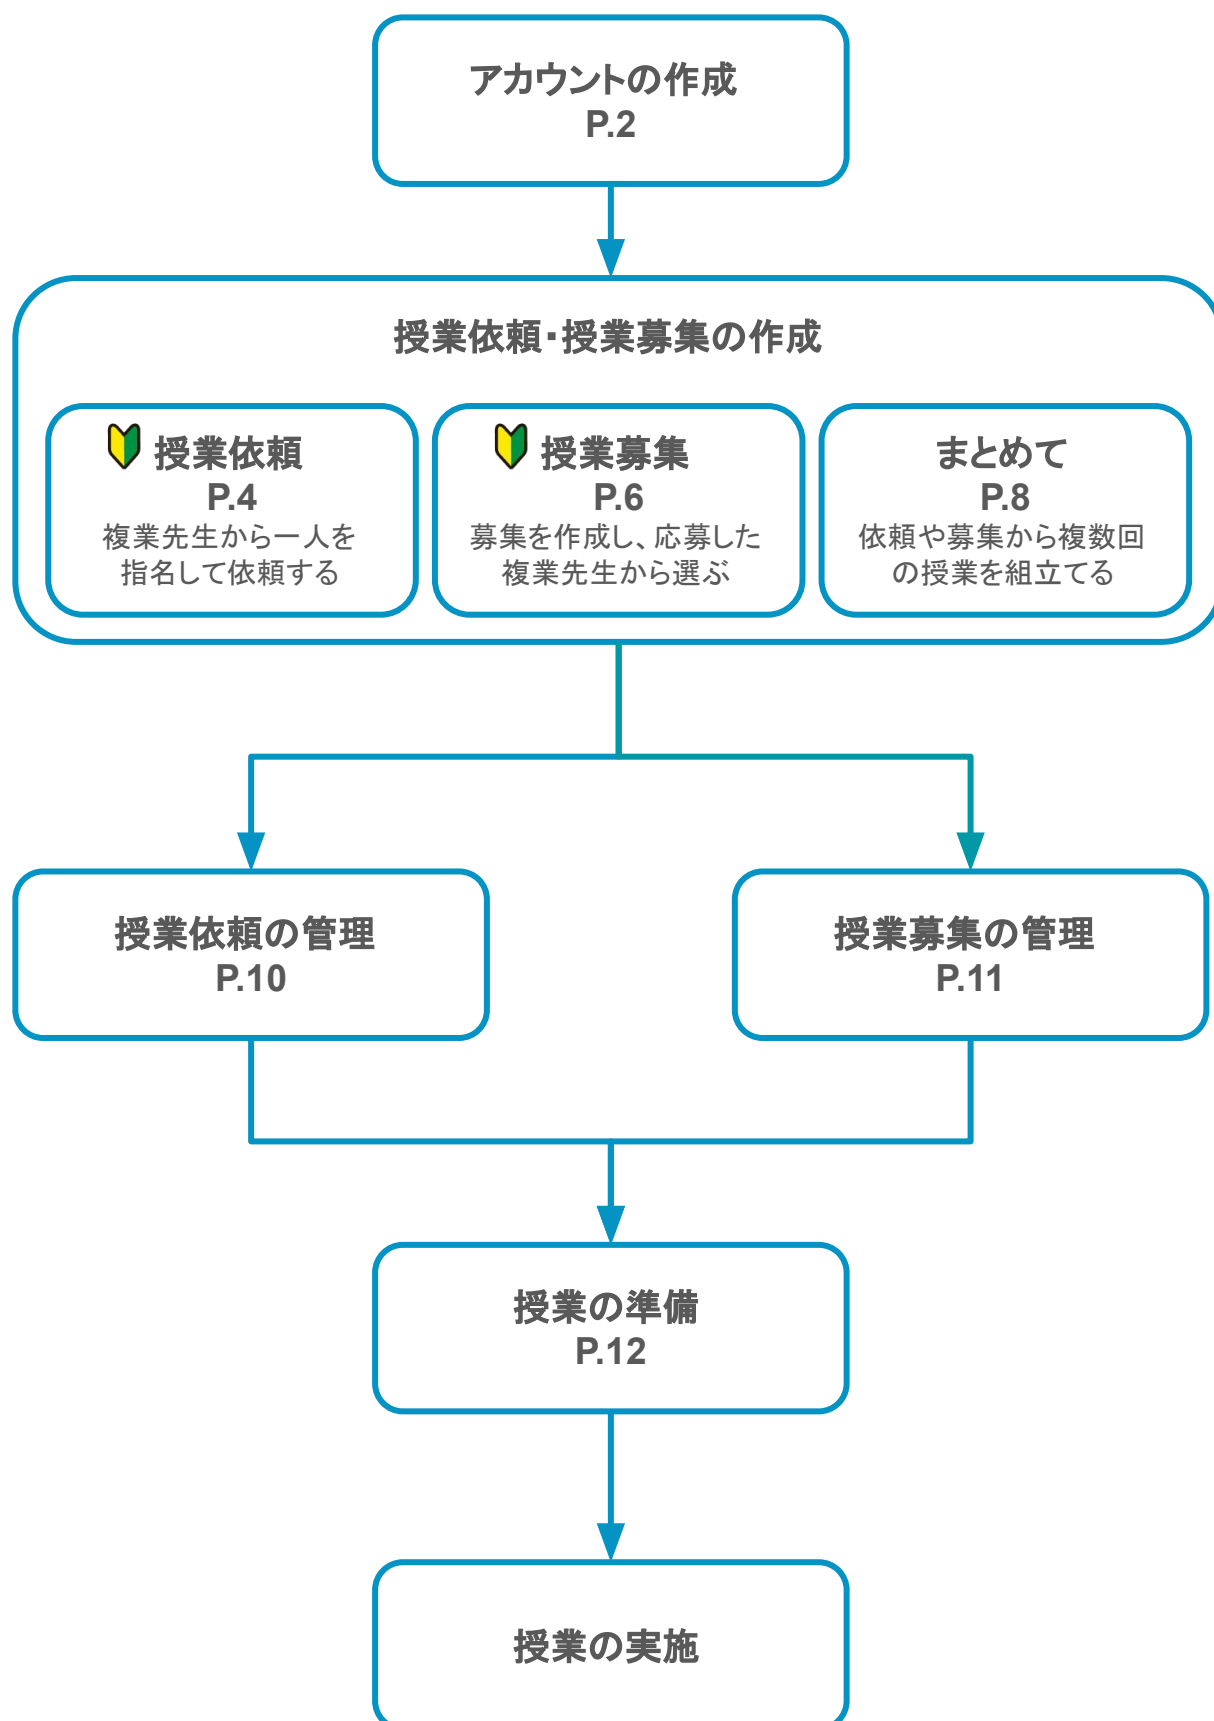 アカウントの作成
P.2
授業依頼・授業募集の作成
授業依頼
P.4
複業先生から一人を
指名して依頼する
授業募集
P.6
募集を作成し、応募した
複業先生から選ぶ
まとめて
P.8
依頼や募集から複数回
の授業を組立てる
授業依頼の管理
P.10
授業募集の管理
P.11
授業の準備
P.12
授業の実施